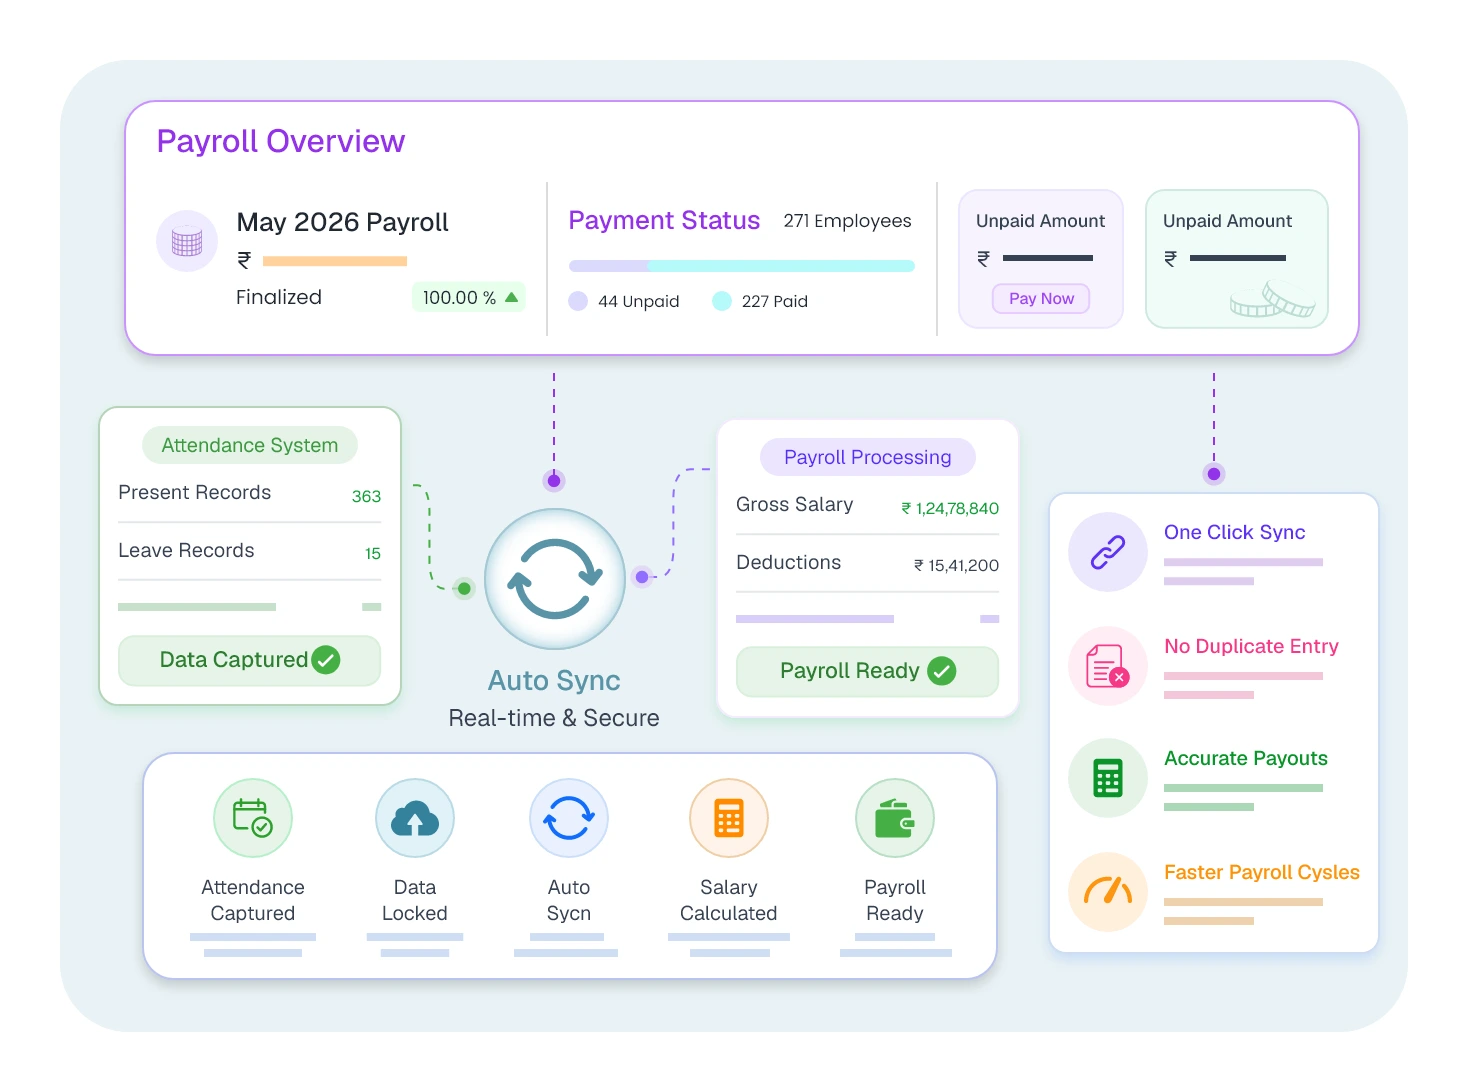 Payroll Overview
May 2026 Payroll
₹
Finalized
100.00 %
Payment Status
271 Employees
44 Unpaid
227 Paid
Unpaid Amount
₹
Pay Now
Unpaid Amount
₹
Attendance System
Present Records
363
Leave Records
15
Data Captured
Auto Sync
Real-time & Secure
Payroll Processing
Gross Salary
₹ 1,24,78,840
Deductions
₹ 15,41,200
Payroll Ready
One Click Sync
No Duplicate Entry
Accurate Payouts
Faster Payroll Cysles
Attendance
Captured
Data
Locked
Auto
Sycn
Salary
Calculated
Payroll
Ready